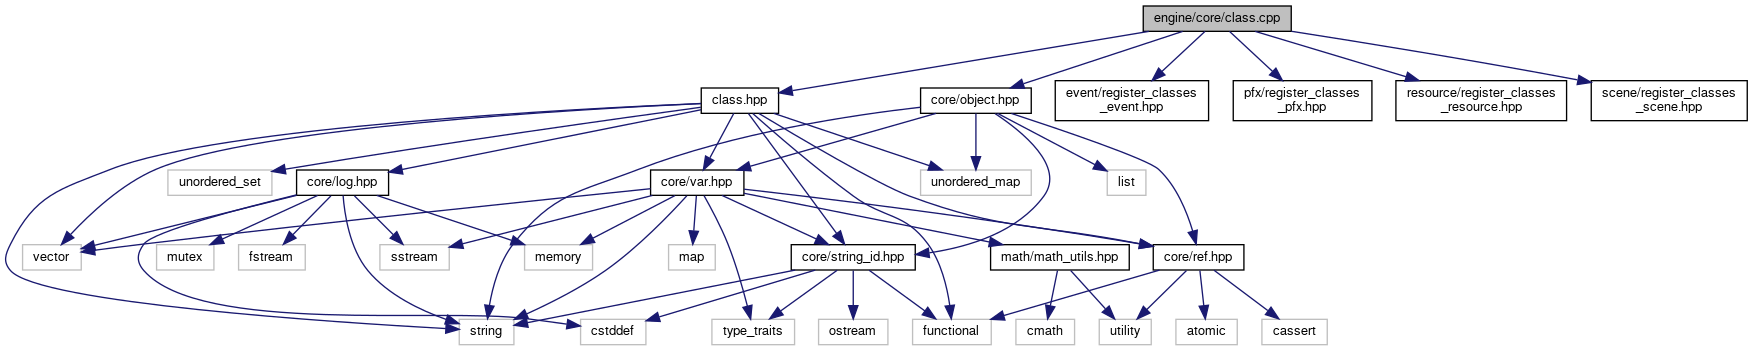 engine/core/class.cpp
class.hpp
core/object.hpp
event/register_classes
_event.hpp
pfx/register_classes
_pfx.hpp
resource/register_classes
_resource.hpp
scene/register_classes
_scene.hpp
unordered_set
core/log.hpp
core/var.hpp
unordered_map
list
vector
mutex
fstream
sstream
memory
map
core/string_id.hpp
math/math_utils.hpp
core/ref.hpp
string
cstddef
type_traits
ostream
functional
cmath
utility
atomic
cassert